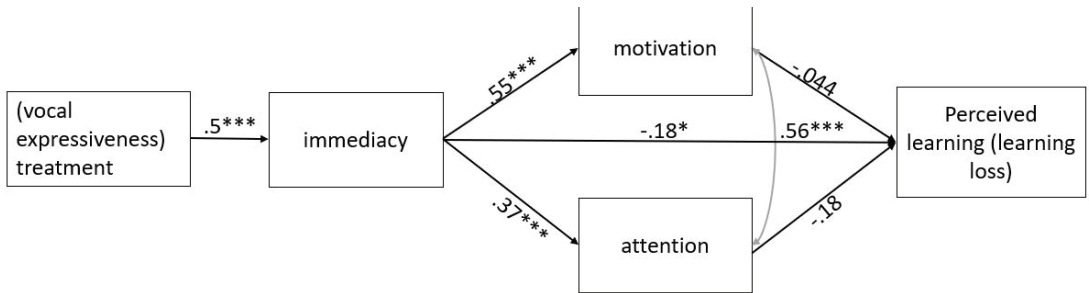 motivation
.55***
-.044
(vocal
expressiveness)
treatment
.5***
immediacy
-.18*
.56***
Perceived
learning (learning
loss)
.37***
attention
-.18